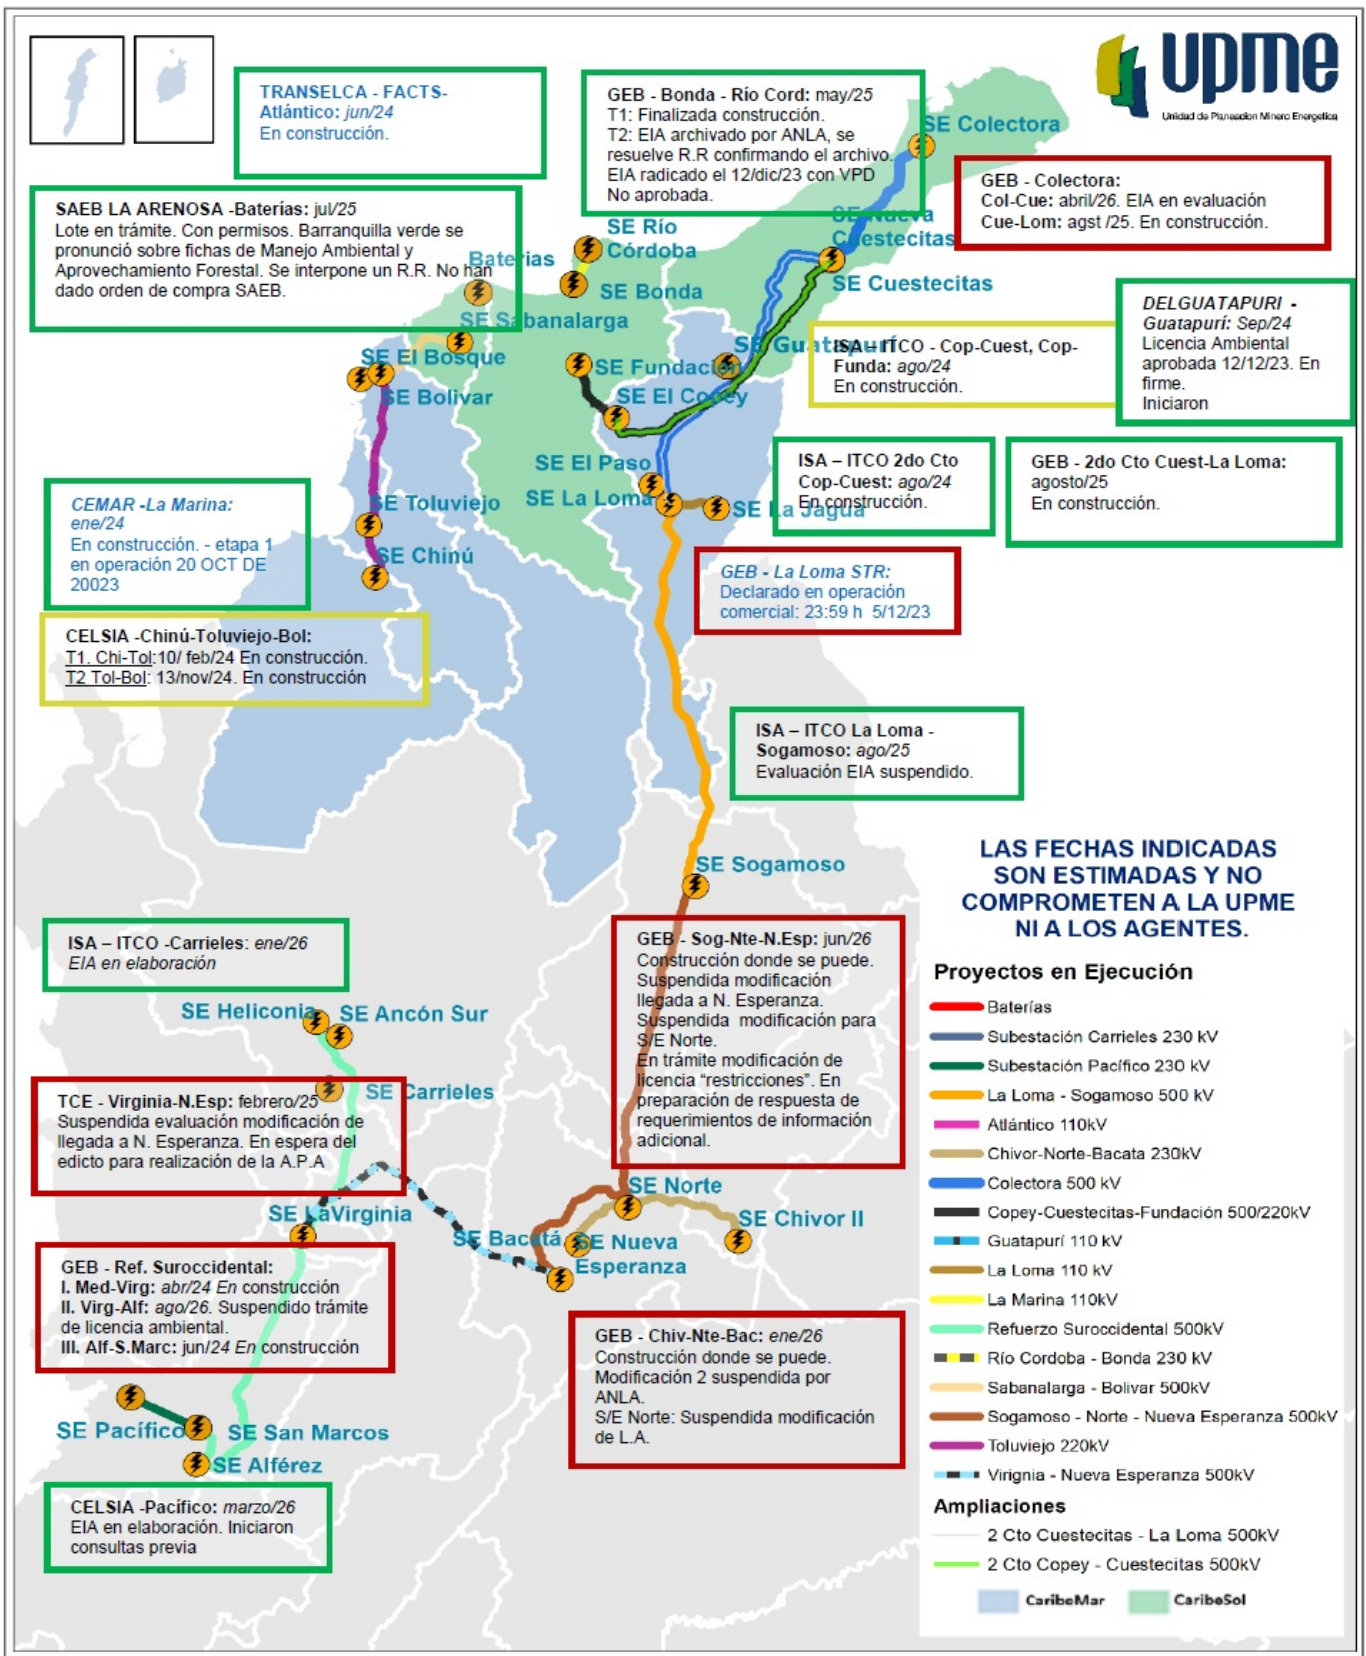 upme
Unidad de Planeacion Minero Energetica
TRANSELCA - FACTS-
Atlántico: jun/24
En construcción.
GEB - Bonda - Río Cord: may/25
T1: Finalizada construcción.
T2: EIA archivado por ANLA, se
resuelve R.R confirmando el archivo.
EIA radicado el 12/dic/23 con VPD
No aprobada.
SE Colectora
GEB - Colectora:
Col-Cue: abril/26. EIA en evaluación
Cue-Lom: agst /25. En construcción.
SAEB LA ARENOSA -Baterías: jul/25
Lote en trámite. Con permisos. Barranquilla verde se
pronunció sobre fichas de Manejo Ambiental y
Aprovechamiento Forestal. Se interpone un R.R. No han
dado orden de compra SAEB.
Baterias
SE Río
Córdoba
SE Bonda
SE Nueva
Cuestecitas
SE Cuestecitas
SE Sabanalarga
SE El Bosque
SE Bolivar
SE Fundación
SE El Copey
SE Guatapurí
ISA – ITCO - Cop-Cuest, Cop-
Funda: ago/24
En construcción.
DELGUATAPURI -
Guatapurí: Sep/24
Licencia Ambiental
aprobada 12/12/23. En
firme.
Iniciaron
SE El Paso
SE La Loma
SE La Jagua
ISA – ITCO 2do Cto
Cop-Cuest: ago/24
En construcción.
GEB - 2do Cto Cuest-La Loma:
agosto/25
En construcción.
CEMAR -La Marina:
ene/24
En construcción. - etapa 1
en operación 20 OCT DE
20023
SE Toluviejo
SE Chinú
GEB - La Loma STR:
Declarado en operación
comercial: 23:59 h 5/12/23
CELSIA -Chinú-Toluviejo-Bol:
T1. Chi-Tol:10/ feb/24 En construcción.
T2 Tol-Bol: 13/nov/24. En construcción
ISA – ITCO La Loma -
Sogamoso: ago/25
Evaluación EIA suspendido.
SE Sogamoso
LAS FECHAS INDICADAS
SON ESTIMADAS Y NO
COMPROMETEN A LA UPME
NI A LOS AGENTES.
ISA – ITCO -Carrieles: ene/26
EIA en elaboración
SE Heliconia
SE Ancón Sur
SE Carrieles
GEB - Sog-Nte-N.Esp: jun/26
Construcción donde se puede.
Suspendida modificación
llegada a N. Esperanza.
Suspendida modificación para
S/E Norte.
En trámite modificación de
licencia “restricciones”. En
preparación de respuesta de
requerimientos de información
adicional.
TCE - Virginia-N.Esp: febrero/25
Suspendida evaluación modificación de
llegada a N. Esperanza. En espera del
edicto para realización de la A.P.A
SE LaVirginia
SE Norte
SE Chivor II
SE Bacatá
SE Nueva
Esperanza
GEB - Ref. Suroccidental:
I. Med-Virg: abr/24 En construcción
II. Virg-Alf: ago/26. Suspendido trámite
de licencia ambiental.
III. Alf-S.Marc: jun/24 En construcción
GEB - Chiv-Nte-Bac: ene/26
Construcción donde se puede.
Modificación 2 suspendida por
ANLA.
S/E Norte: Suspendida modificación
de L.A.
SE Pacífico
SE San Marcos
SE Alférez
CELSIA -Pacífico: marzo/26
EIA en elaboración. Iniciaron
consultas previa
Proyectos en Ejecución
Baterías
Subestación Carrieles 230 kV
Subestación Pacífico 230 kV
La Loma - Sogamoso 500 kV
Atlántico 110kV
Chivor-Norte-Bacata 230kV
Colectora 500 kV
Copey-Cuestecitas-Fundación 500/220kV
Guatapurí 110 kV
La Loma 110 kV
La Marina 110kV
Refuerzo Suroccidental 500kV
Río Cordoba - Bonda 230 kV
Sabanalarga - Bolivar 500kV
Sogamoso - Norte - Nueva Esperanza 500kV
Toluviejo 220kV
Virignia - Nueva Esperanza 500kV
Ampliaciones
2 Cto Cuestecitas - La Loma 500kV
2 Cto Copey - Cuestecitas 500kV
CaribeMar
CaribeSol